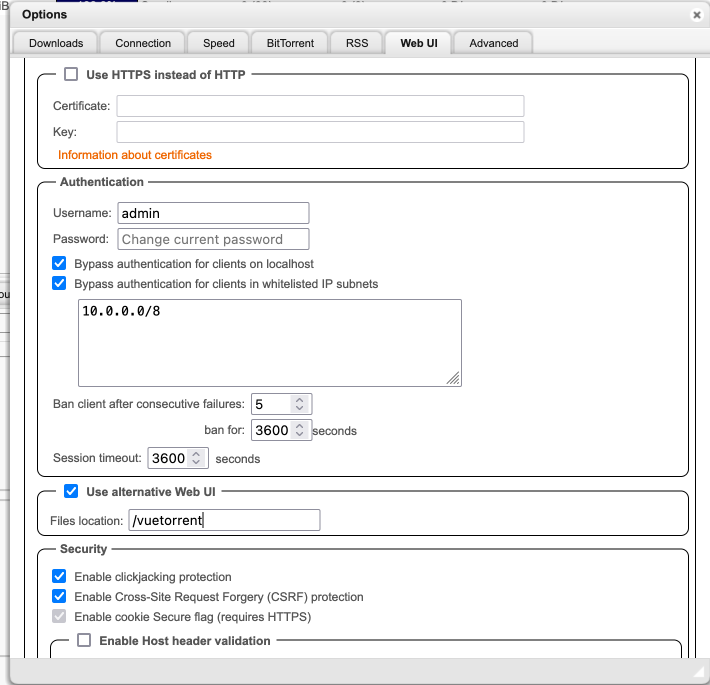 Options
Downloads
Connection
Speed
BitTorrent
RSS
Web UI
Advanced
Use HTTPS instead of HTTP
Certificate:
Key:
Information about certificates
Authentication
Username: admin
Password: Change current password
Bypass authentication for clients on localhost
Bypass authentication for clients in whitelisted IP subnets
10.0.0.0/8
Ban client after consecutive failures: 5
ban for: 3600 seconds
Session timeout: 3600 seconds
Use alternative Web UI
Files location: /vuetorrent
Security
Enable clickjacking protection
Enable Cross-Site Request Forgery (CSRF) protection
Enable cookie Secure flag (requires HTTPS)
Enable Host header validation